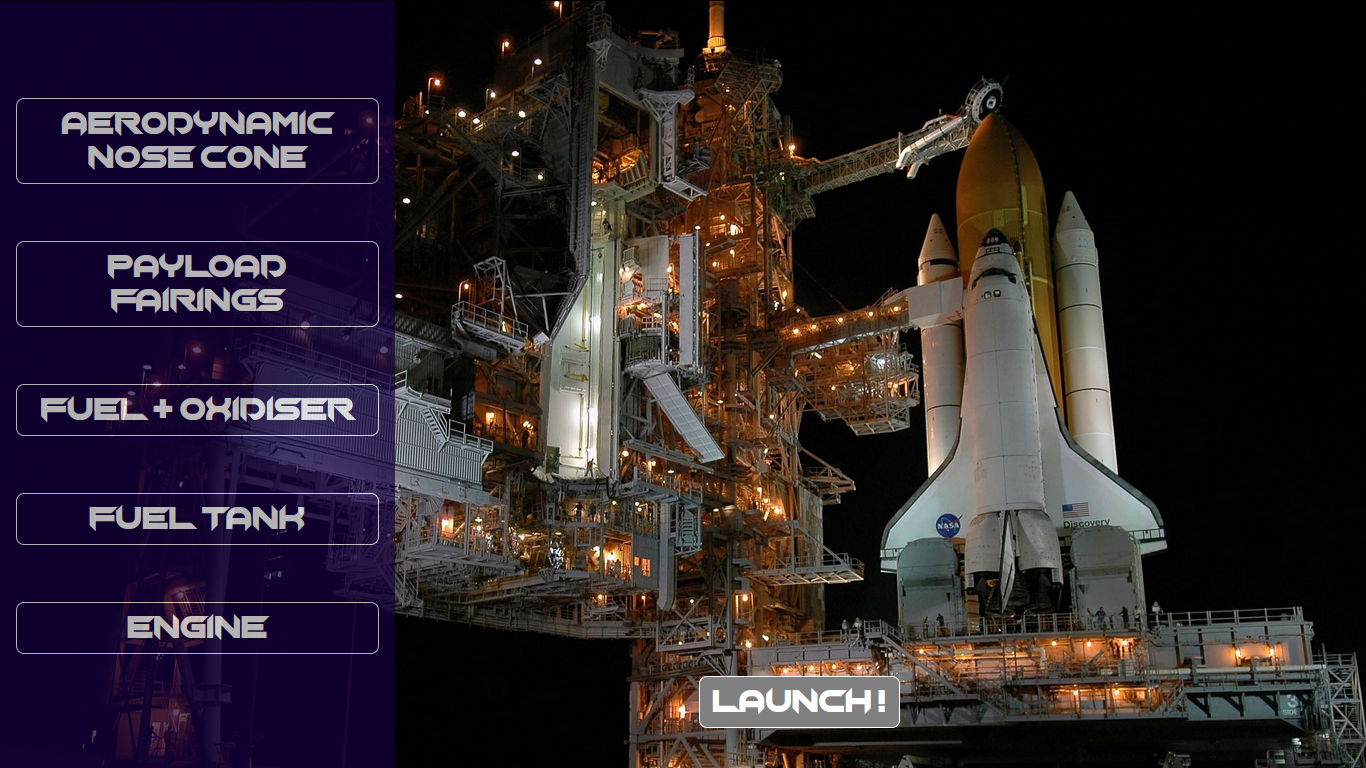 AERODYNAMIC
NOSE CONE
PAYLOAD
FAIRINGS
FUEL + OXIDISER
FUEL TANK
ENGINE
NASA
Discovery
LAUNCH!